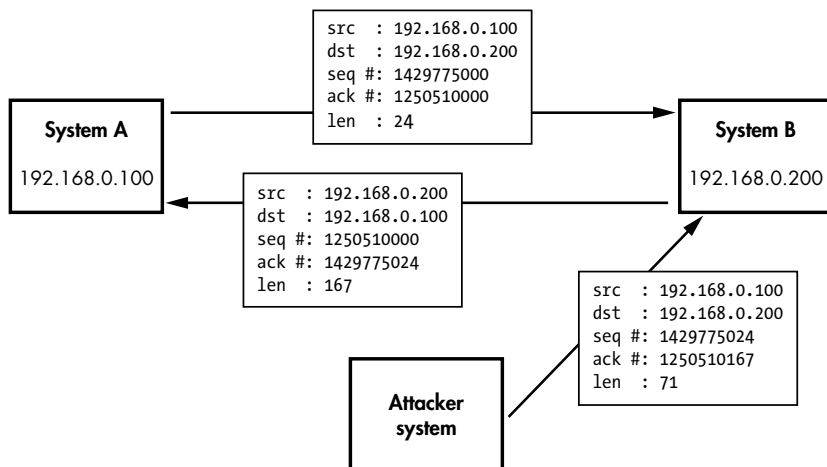 src : 192.168.0.100
dst : 192.168.0.200
seq #: 1429775000
ack #: 1250510000
len : 24
System A
192.168.0.100
System B
192.168.0.200
src : 192.168.0.200
dst : 192.168.0.100
seq #: 1250510000
ack #: 1429775024
len : 167
src : 192.168.0.100
dst : 192.168.0.200
seq #: 1429775024
ack #: 1250510167
len : 71
Attacker
system